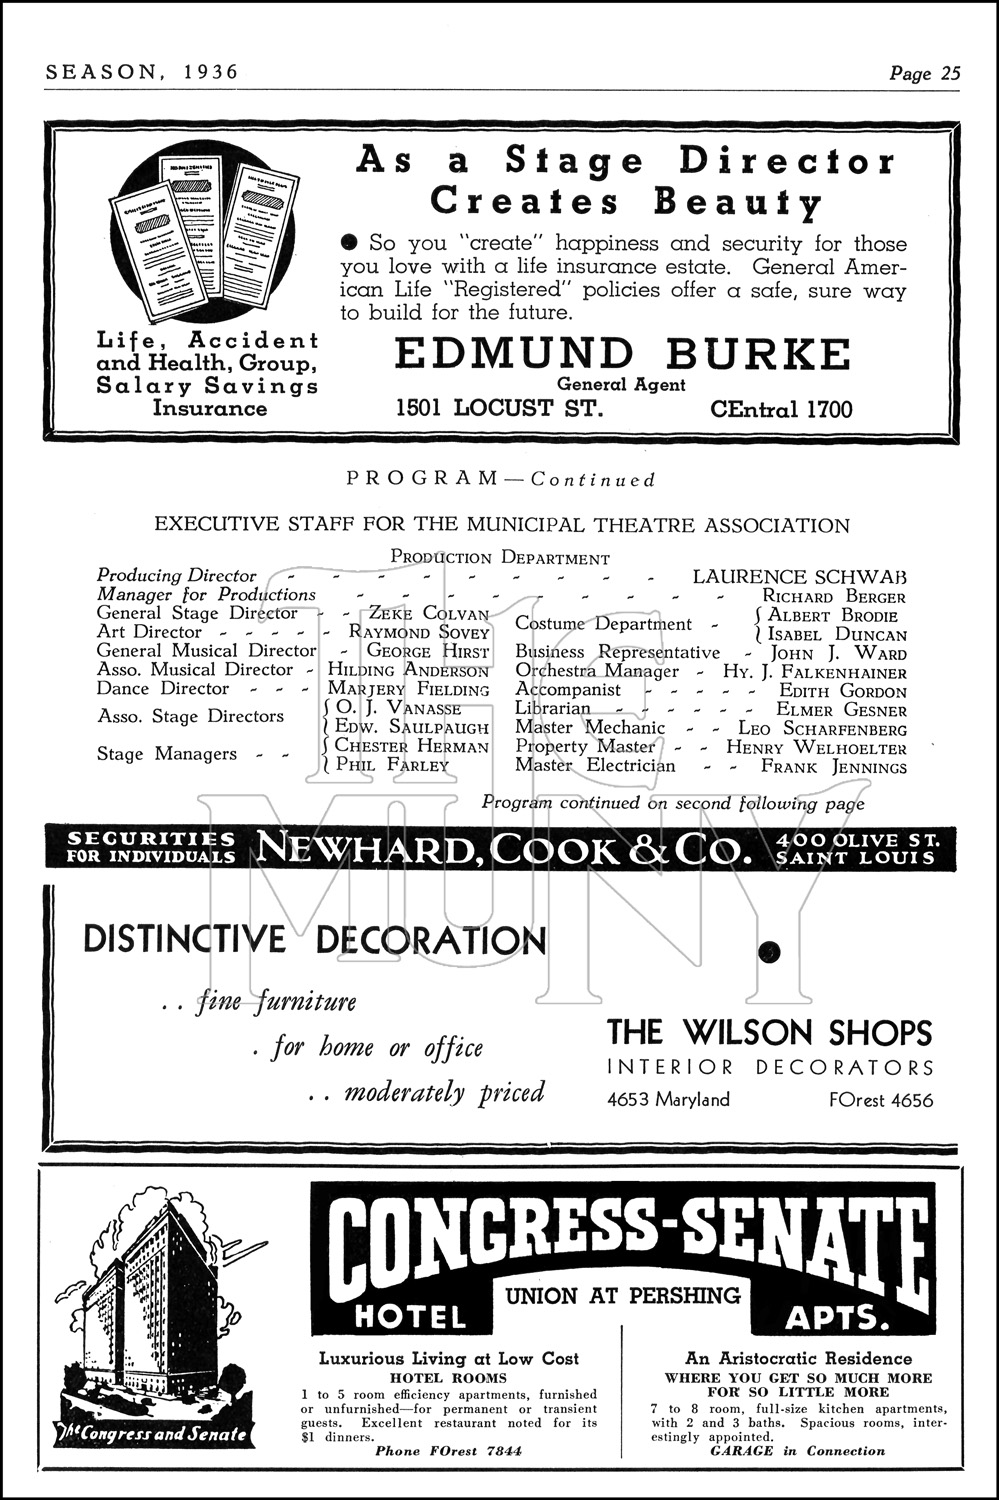 SEASON, 1936
Page 25
As a Stage Director
Creates Beauty
● So you "create" happiness and security for those
you love with a life insurance estate. General Amer-
ican Life "Registered" policies offer a safe, sure way
to build for the future.
Life, Accident
and Health, Group,
Salary Savings
Insurance
EDMUND BURKE
General Agent
1501 LOCUST ST. CEntral 1700
PROGRAM—Continued
EXECUTIVE STAFF FOR THE MUNICIPAL THEATRE ASSOCIATION
PRODUCTION DEPARTMENT
Producing Director - - - - - - - - - LAURENCE SCHWAB
Manager for Productions - - - - - - - - - RICHARD BERGER
General Stage Director - - ZEKE COLVAN
Art Director - - - - - RAYMOND SOVEY
General Musical Director - GEORGE HIRST
Asso. Musical Director - HILDING ANDERSON
Dance Director - - - MARJERY FIELDING
Asso. Stage Directors { O. J. VANASSE
{ EDW. SAULPAUGH
Stage Managers - - { CHESTER HERMAN
{ PHIL FARLEY
Costume Department - { ALBERT BRODIE
{ ISABEL DUNCAN
Business Representative - JOHN J. WARD
Orchestra Manager - HY. J. FALKENHAINER
Accompanist - - - - - EDITH GORDON
Librarian - - - - - - ELMER GESNER
Master Mechanic - - LEO SCHARFENBERG
Property Master - - HENRY WELHOELTER
Master Electrician - - FRANK JENNINGS
Program continued on second following page
THE
MUNY
SECURITIES
FOR INDIVIDUALS
NEWHARD, COOK & CO.
400 OLIVE ST.
SAINT LOUIS
DISTINCTIVE DECORATION
. . fine furniture
. for home or office
. . moderately priced
THE WILSON SHOPS
INTERIOR DECORATORS
4653 Maryland FOrest 4656
The Congress and Senate
CONGRESS-SENATE
HOTEL
UNION AT PERSHING
APTS.
Luxurious Living at Low Cost
HOTEL ROOMS
1 to 5 room efficiency apartments, furnished
or unfurnished—for permanent or transient
guests. Excellent restaurant noted for its
$1 dinners.
Phone FOrest 7844
An Aristocratic Residence
WHERE YOU GET SO MUCH MORE
FOR SO LITTLE MORE
7 to 8 room, full-size kitchen apartments,
with 2 and 3 baths. Spacious rooms, inter-
estingly appointed.
GARAGE in Connection